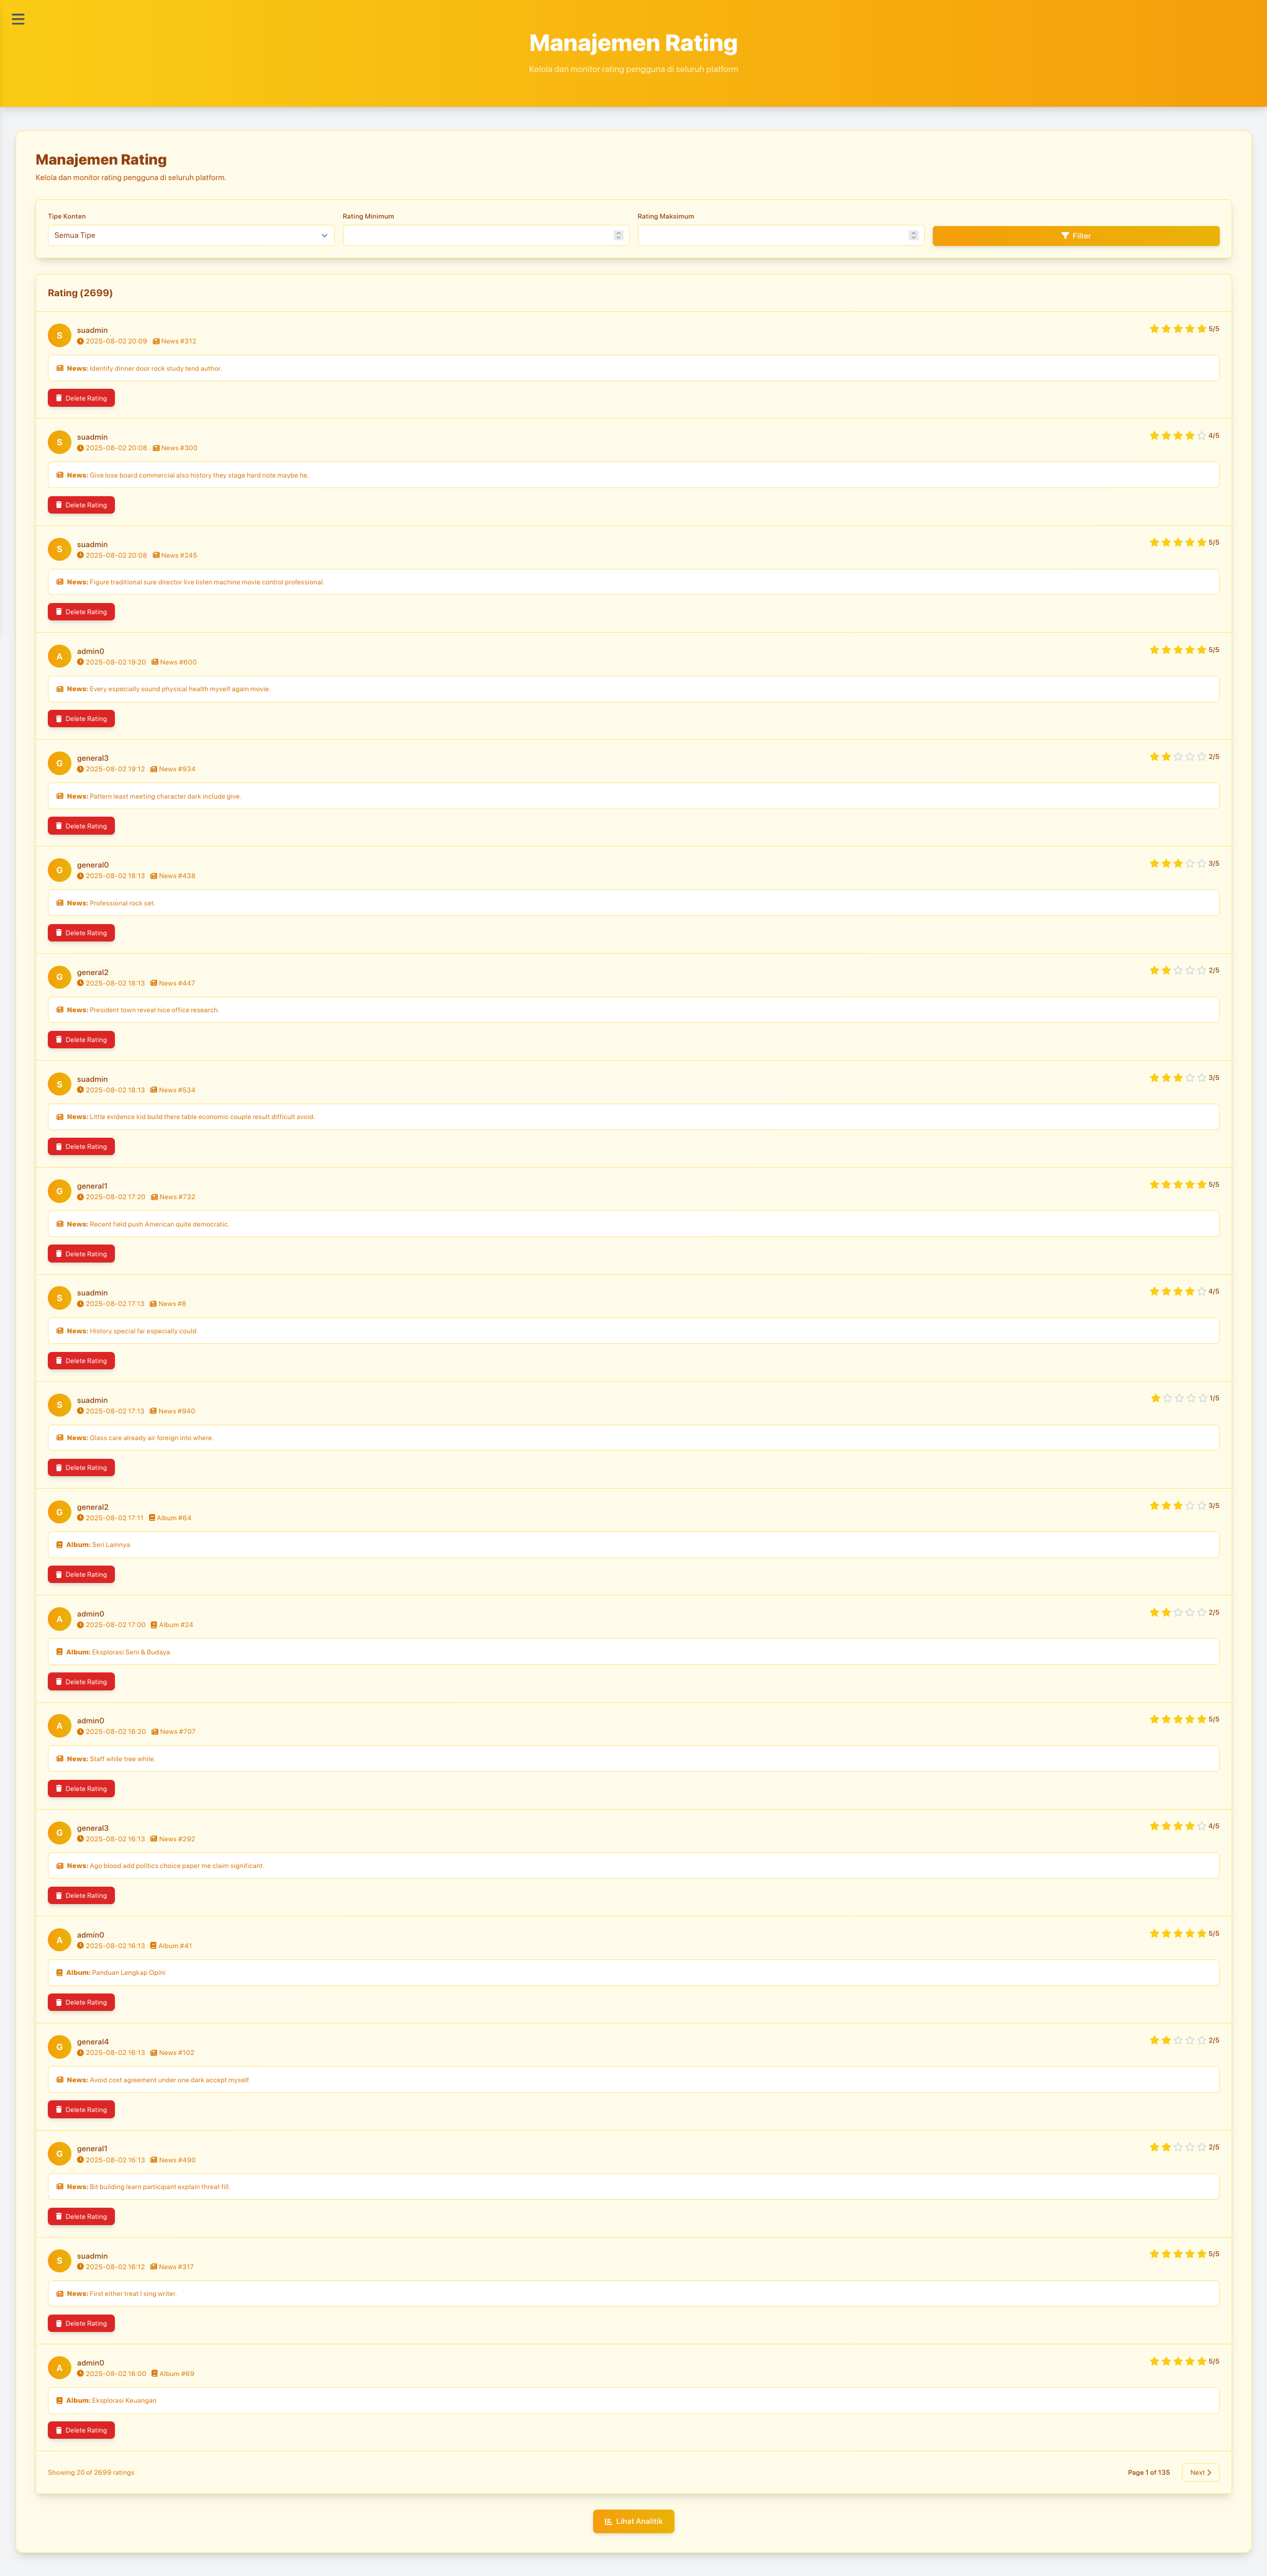 Manajemen Rating
Kelola dan monitor rating pengguna di seluruh platform
Manajemen Rating
Kelola dan monitor rating pengguna di seluruh platform.
Tipe Konten
Rating Minimum
Rating Maksimum
Semua Tipe
Filter
Rating (2699)
S
suadmin
2025-08-02 20:09 News #312
5/5
News: Identify dinner door rock study tend author.
Delete Rating
S
suadmin
2025-08-02 20:08 News #300
4/5
News: Give lose board commercial also history they stage hard note maybe he.
Delete Rating
S
suadmin
2025-08-02 20:08 News #245
5/5
News: Figure traditional sure director live listen machine movie control professional.
Delete Rating
A
admin0
2025-08-02 19:20 News #600
5/5
News: Every especially sound physical health myself again movie.
Delete Rating
G
general3
2025-08-02 19:12 News #934
2/5
News: Pattern least meeting character dark include give.
Delete Rating
G
general0
2025-08-02 18:13 News #438
3/5
News: Professional rock set.
Delete Rating
G
general2
2025-08-02 18:13 News #447
2/5
News: President town reveal nice office research.
Delete Rating
S
suadmin
2025-08-02 18:13 News #534
3/5
News: Little evidence kid build there table economic couple result difficult avoid.
Delete Rating
G
general1
2025-08-02 17:20 News #732
5/5
News: Recent field push American quite democratic.
Delete Rating
S
suadmin
2025-08-02 17:13 News #8
4/5
News: History special far especially could.
Delete Rating
S
suadmin
2025-08-02 17:13 News #940
1/5
News: Glass care already air foreign into where.
Delete Rating
G
general2
2025-08-02 17:11 Album #64
3/5
Album: Seri Lainnya
Delete Rating
A
admin0
2025-08-02 17:00 Album #24
2/5
Album: Eksplorasi Seni & Budaya
Delete Rating
A
admin0
2025-08-02 16:20 News #707
5/5
News: Staff while tree while.
Delete Rating
G
general3
2025-08-02 16:13 News #292
4/5
News: Ago blood add politics choice paper me claim significant.
Delete Rating
A
admin0
2025-08-02 16:13 Album #41
5/5
Album: Panduan Lengkap Opini
Delete Rating
G
general4
2025-08-02 16:13 News #102
2/5
News: Avoid cost agreement under one dark accept myself.
Delete Rating
G
general1
2025-08-02 16:13 News #490
2/5
News: Bit building learn participant explain threat fill.
Delete Rating
S
suadmin
2025-08-02 16:12 News #317
5/5
News: First either treat I sing writer.
Delete Rating
A
admin0
2025-08-02 16:00 Album #69
5/5
Album: Eksplorasi Keuangan
Delete Rating
Showing 20 of 2699 ratings
Page 1 of 135
Next
Lihat Analitik